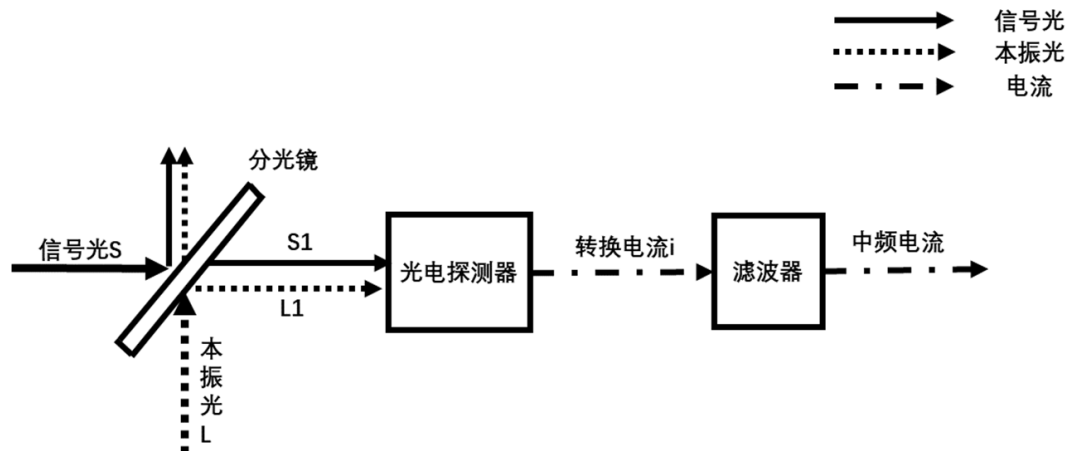 信号光
本振光
电流
分光镜
信号光S
S1
L1
光电探测器
转换电流i
滤波器
中频电流
本
振
光
L